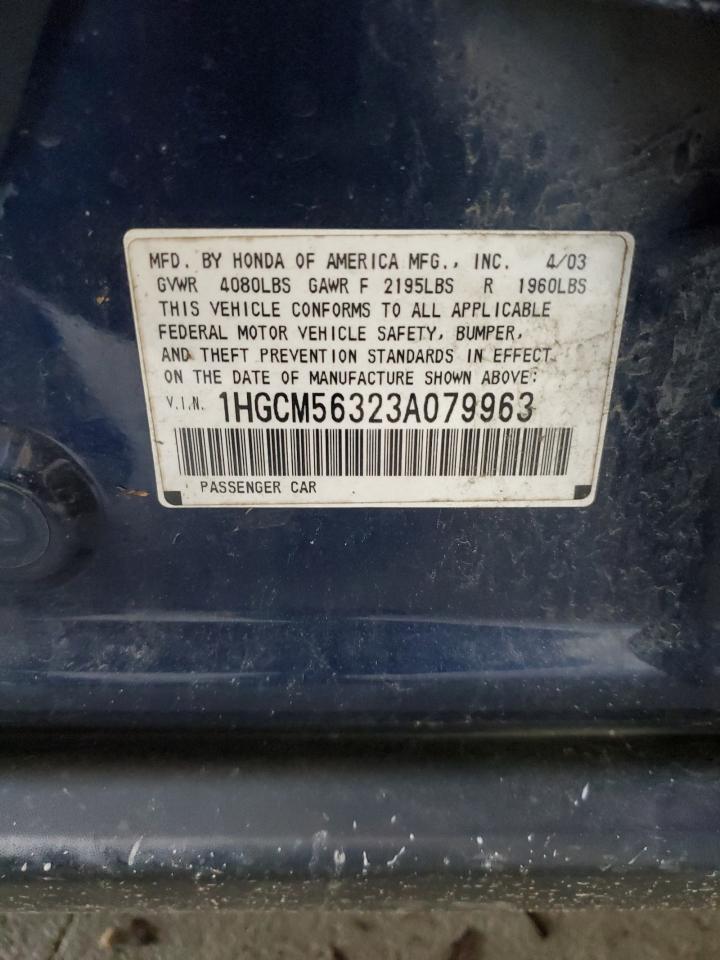 MFD. BY HONDA OF AMERICA MFG., INC. 4/03
GVWR 4080LBS GAWR F 2195LBS R 1960LBS
THIS VEHICLE CONFORMS TO ALL APPLICABLE
FEDERAL MOTOR VEHICLE SAFETY, BUMPER,
AND THEFT PREVENTION STANDARDS IN EFFECT
ON THE DATE OF MANUFACTURE SHOWN ABOVE:
V.I.N. 1HGCM56323A079963
PASSENGER CAR